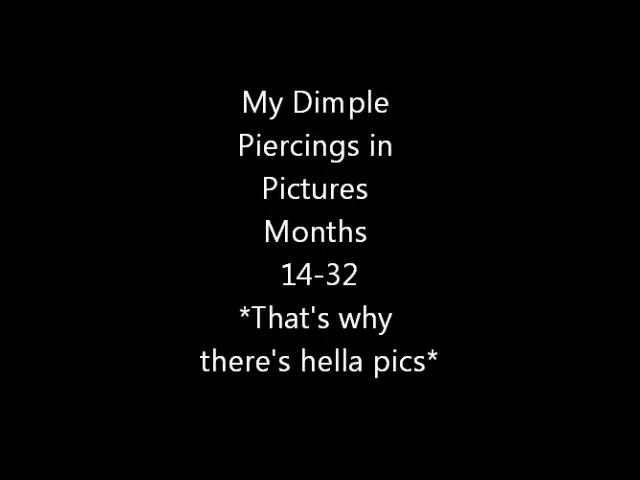 My Dimple
Piercings in
Pictures
Months
14-32
*That's why
there's hella pics*